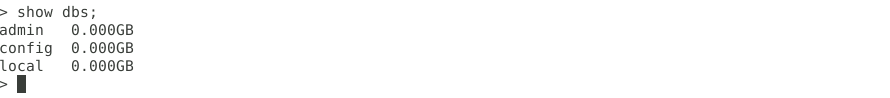 > show dbs;
admin   0.000GB
config  0.000GB
local   0.000GB
>